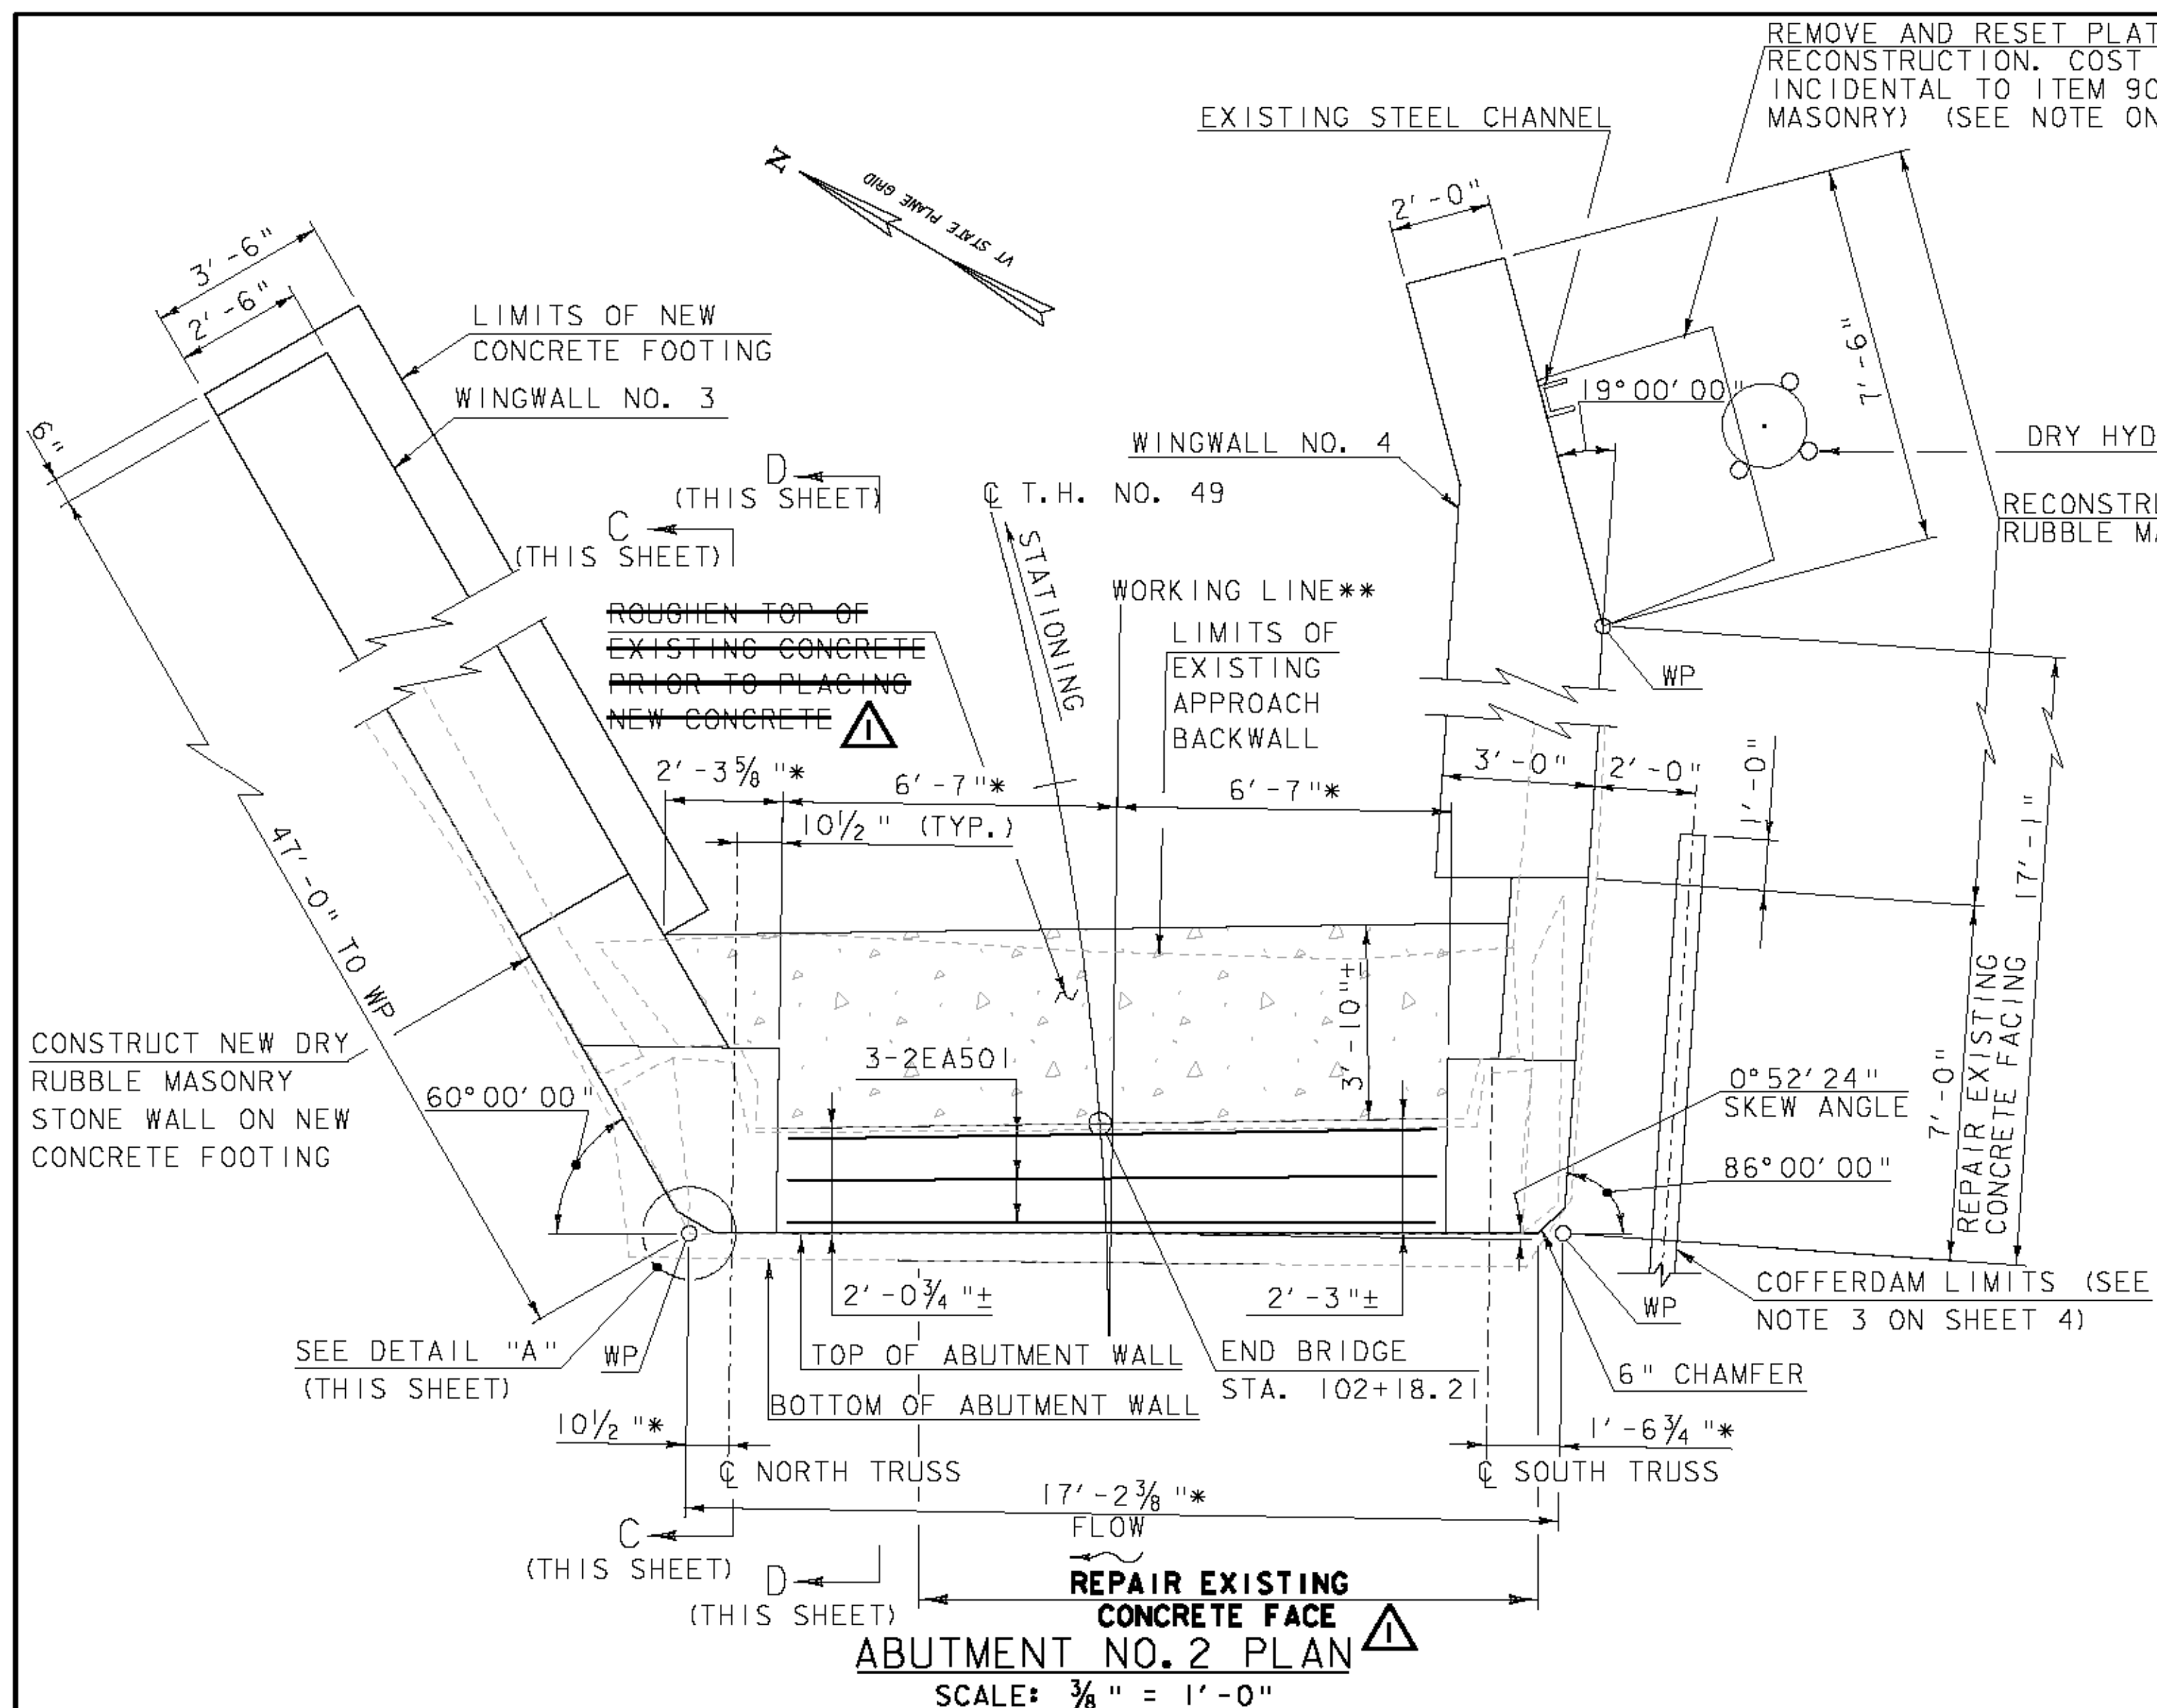 REMOVE AND RESET PLAT
RECONSTRUCTION. COST
INCIDENTAL TO ITEM 90
MASONRY) (SEE NOTE ON
EXISTING STEEL CHANNEL
N
VT STATE PLANE GRID
2'-0"
3'-6"
2'-6"
LIMITS OF NEW
CONCRETE FOOTING
WINGWALL NO. 3
6"
7'-9"
19°00'00"
DRY HYD
WINGWALL NO. 4
D
(THIS SHEET)
C
(THIS SHEET)
℄ T.H. NO. 49
STATIONING
RECONSTR
RUBBLE MA
WORKING LINE**
ROUGHEN TOP OF
EXISTING CONCRETE
PRIOR TO PLACING
NEW CONCRETE
1
LIMITS OF
EXISTING
APPROACH
BACKWALL
WP
2'-3⅝"*
6'-7"*
6'-7"*
3'-0"
2'-0"
1'-0"
10½" (TYP.)
47'-0" TO WP
17'-1"
3'-10"±
CONSTRUCT NEW DRY
RUBBLE MASONRY
STONE WALL ON NEW
CONCRETE FOOTING
60°00'00"
3-2EA501
0°52'24"
SKEW ANGLE
86°00'00"
7'-0"
REPAIR EXISTING
CONCRETE FACING
2'-0¾"±
2'-3"±
COFFERDAM LIMITS (SEE
NOTE 3 ON SHEET 4)
WP
SEE DETAIL "A"
(THIS SHEET)
WP
TOP OF ABUTMENT WALL
END BRIDGE
STA. 102+18.21
6" CHAMFER
BOTTOM OF ABUTMENT WALL
10½"*
1'-6¾"*
℄ NORTH TRUSS
℄ SOUTH TRUSS
17'-2⅜"*
FLOW
C
(THIS SHEET)
D
(THIS SHEET)
REPAIR EXISTING
CONCRETE FACE
1
ABUTMENT NO. 2 PLAN
SCALE: ⅜" = 1'-0"